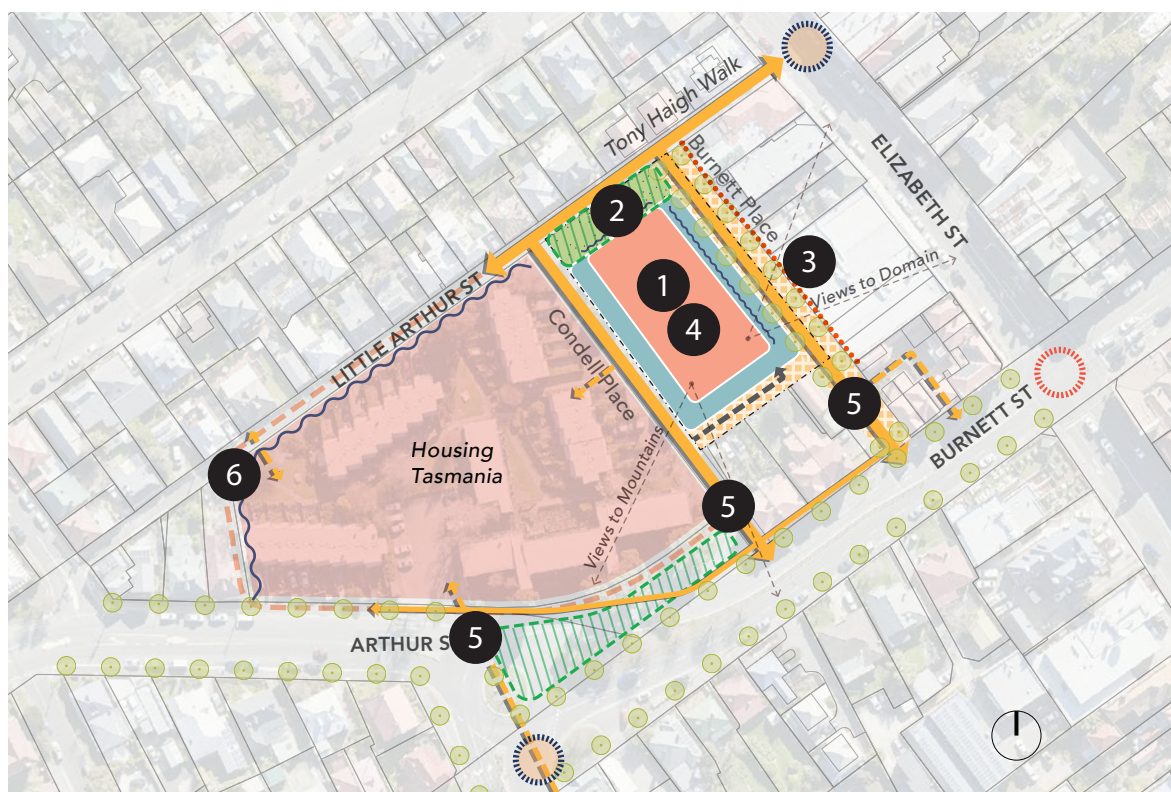 Tony Haigh Walk
Burnett Place
ELIZABETH ST
2
3
1
Views to Domain
4
LITTLE ARTHUR ST
Condell Place
5
BURNETT ST
Housing
Tasmania
6
Views to Mountains
5
ARTHUR S
5